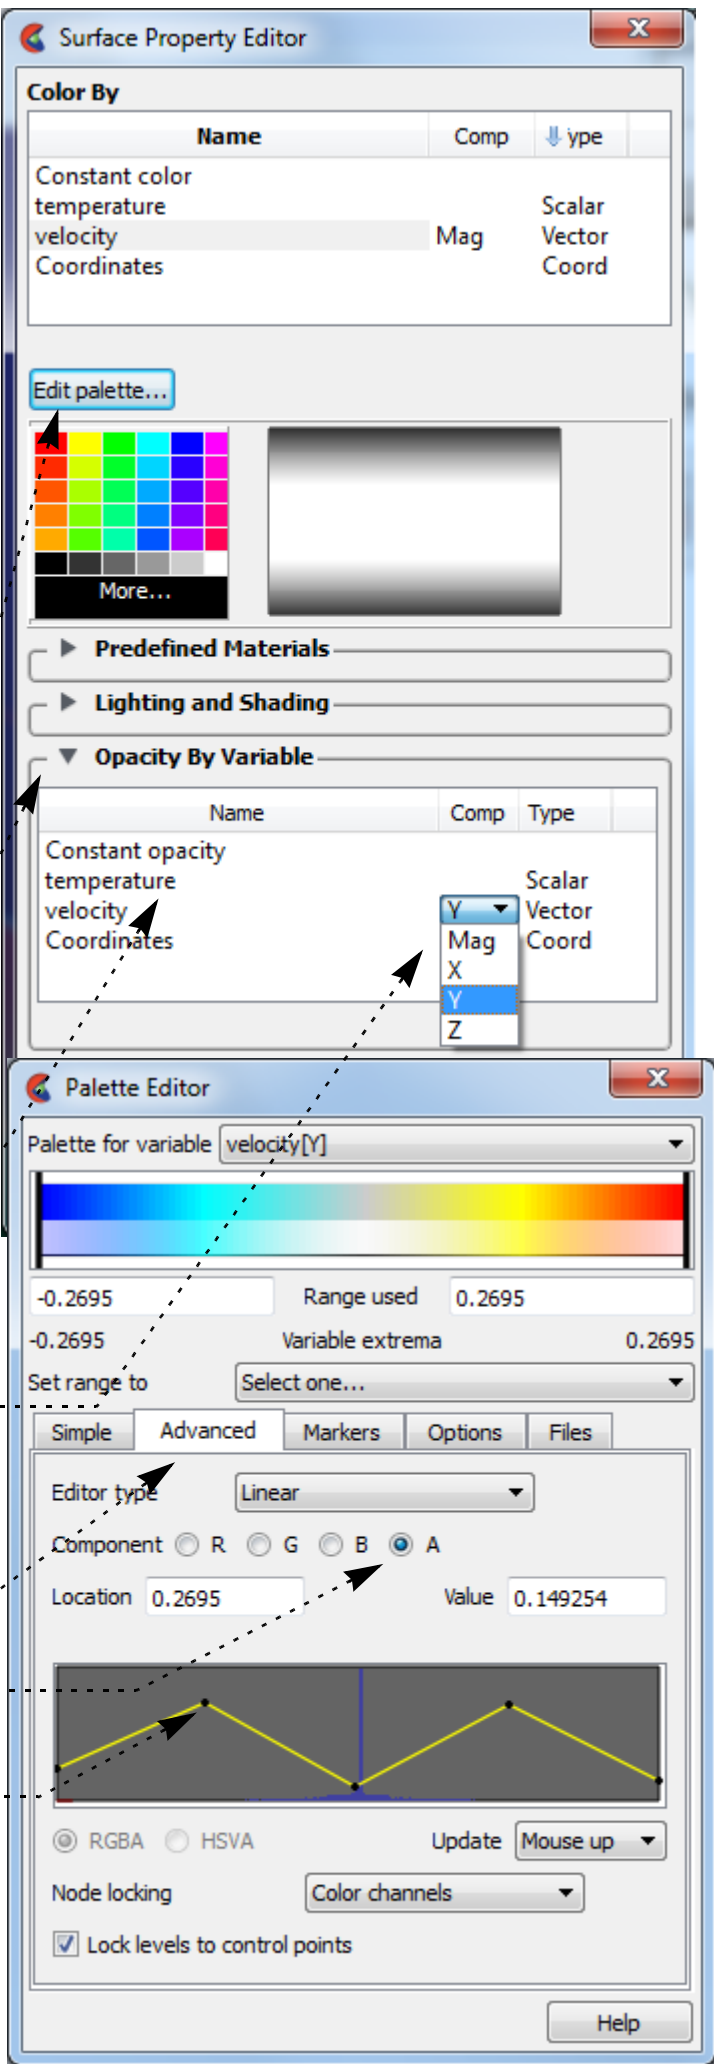 Surface Property Editor
Color By
Name Comp ype
Constant color
temperature Scalar
velocity Mag Vector
Coordinates Coord
Edit palette...
More...
Predefined Materials
Lighting and Shading
Opacity By Variable
Name Comp Type
Constant opacity
temperature Scalar
velocity Y Vector
Coordinates Mag Coord
X
Y
Z
Palette Editor
Palette for variable velocity[Y]
-0.2695 Range used 0.2695
-0.2695 Variable extrema 0.2695
Set range to Select one...
Simple Advanced Markers Options Files
Editor type Linear
Component R G B A
Location 0.2695 Value 0.149254
RGBA HSVA Update Mouse up
Node locking Color channels
Lock levels to control points
Help